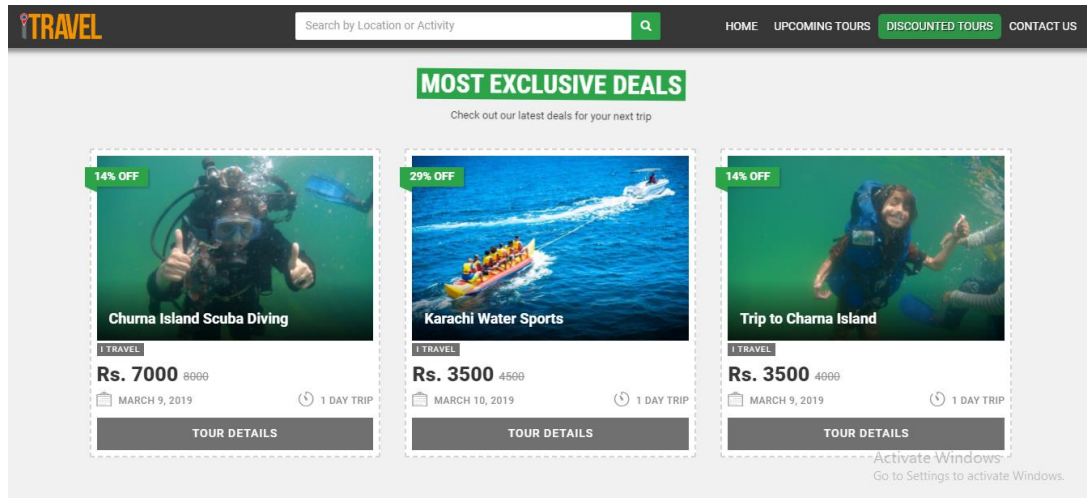 iTRAVEL
Search by Location or Activity
HOME UPCOMING TOURS DISCOUNTED TOURS CONTACT US
MOST EXCLUSIVE DEALS
Check out our latest deals for your next trip
14% OFF
Churna Island Scuba Diving
I TRAVEL
Rs. 7000 8000
MARCH 9, 2019 1 DAY TRIP
TOUR DETAILS
29% OFF
Karachi Water Sports
I TRAVEL
Rs. 3500 4500
MARCH 10, 2019 1 DAY TRIP
TOUR DETAILS
14% OFF
Trip to Charna Island
I TRAVEL
Rs. 3500 4000
MARCH 9, 2019 1 DAY TRIP
TOUR DETAILS
Activate Windows
Go to Settings to activate Windows.